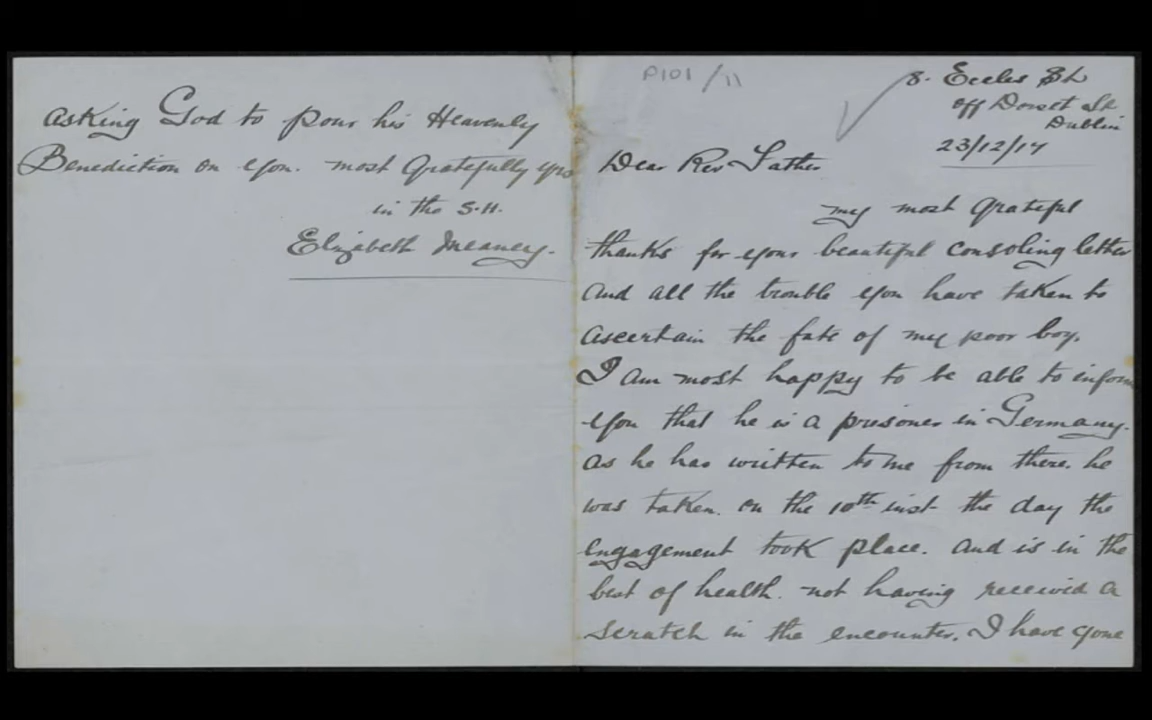 asking God to pour his Heavenly
Benediction on you. most Gratefully yrs
in the S.H.
Elizabeth Meaney.
P101/11
8. Eccles St
off Dorset St
Dublin
23/12/17
Dear Rev Father
my most grateful
thanks for your beautiful consoling letter
and all the trouble you have taken to
ascertain the fate of my poor boy.
I am most happy to be able to inform
you that he is a prisoner in Germany.
as he has written to me from there. he
was taken. on the 10th inst the day the
engagement took place. and is in the
best of health. not having received a
scratch in the encounter. I have gone